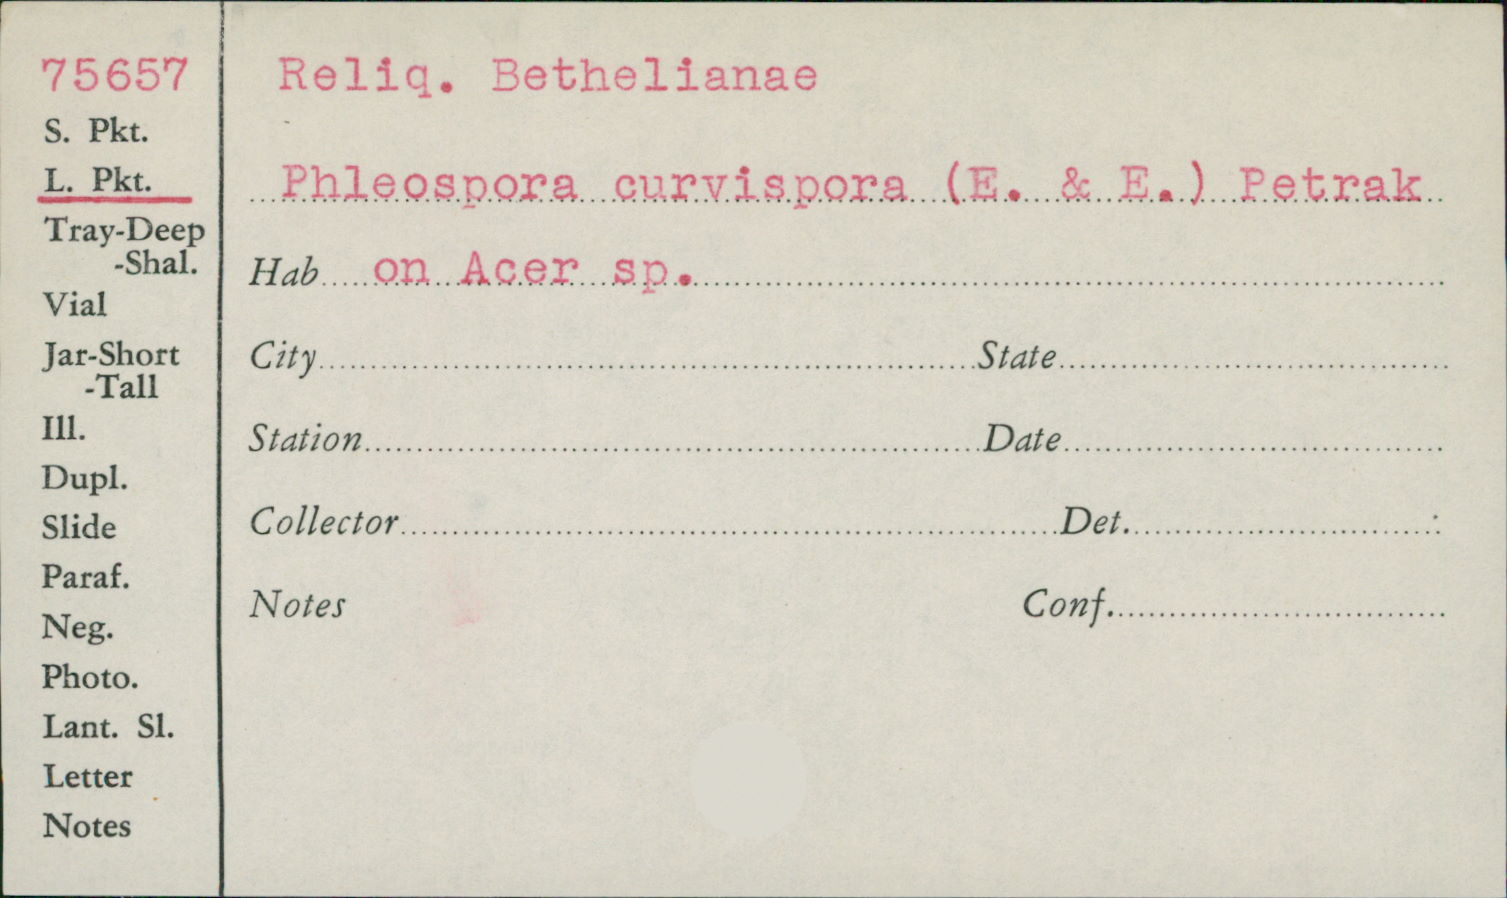 75657
S. Pkt.
L. Pkt.
Tray-Deep
-Shal.
Vial
Jar-Short
-Tall
Ill.
Dupl.
Slide
Paraf.
Neg.
Photo.
Lant. Sl.
Letter
Notes
Reliq. Bethelianae
Phleospora curvispora (E. & E.) Petrak
Hab on Acer sp.
City State
Station Date
Collector Det.
Notes Conf.